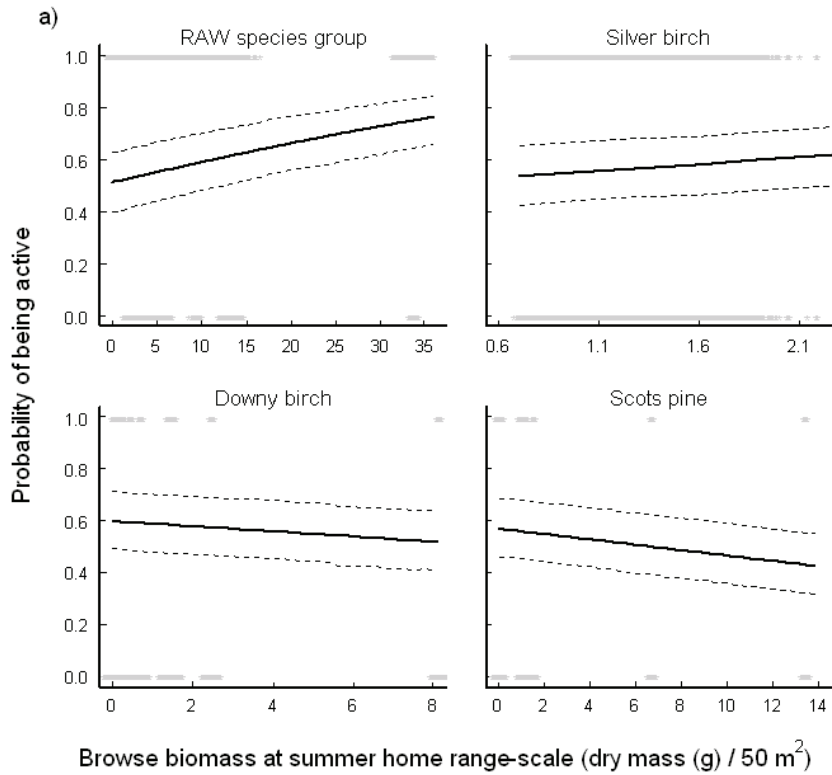 a)
RAW species group
Silver birch
1.0
0.8
0.6
0.4
0.2
0.0
0 5 10 15 20 25 30 35
0.6 1.1 1.6 2.1
Downy birch
Scots pine
1.0
0.8
0.6
0.4
0.2
0.0
0 2 4 6 8
0 2 4 6 8 10 12 14
Probability of being active
Browse biomass at summer home range-scale (dry mass (g) / 50 m²)